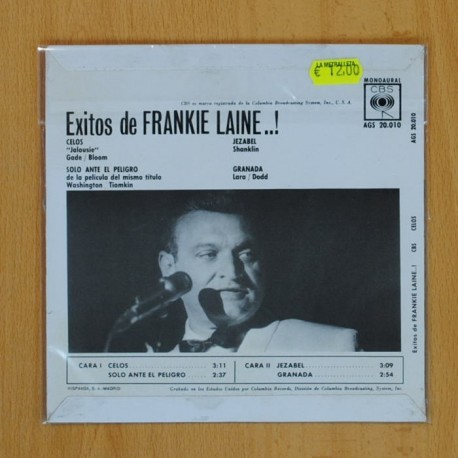 LA METRALLETA
€ 12,00
MONOAURAL
CBS
AGS 20.010
CBS es marca registrada de la Columbia Broadcasting System, Inc., U. S. A.
Exitos de FRANKIE LAINE..!
CELOS
"Jalousie"
Gade / Bloom
JEZABEL
Shanklin
SOLO ANTE EL PELIGRO
de la película del mismo título
Washington Tiomkin
GRANADA
Lara / Dodd
CARA I CELOS 3:11
SOLO ANTE EL PELIGRO 2:37
CARA II JEZABEL 3:09
GRANADA 2:54
Grabado en los Estados Unidos por Columbia Records, División de Columbia Broadcasting, System, Inc.
AGS 20.010
CELOS
CBS
Exitos de FRANKIE LAINE..!